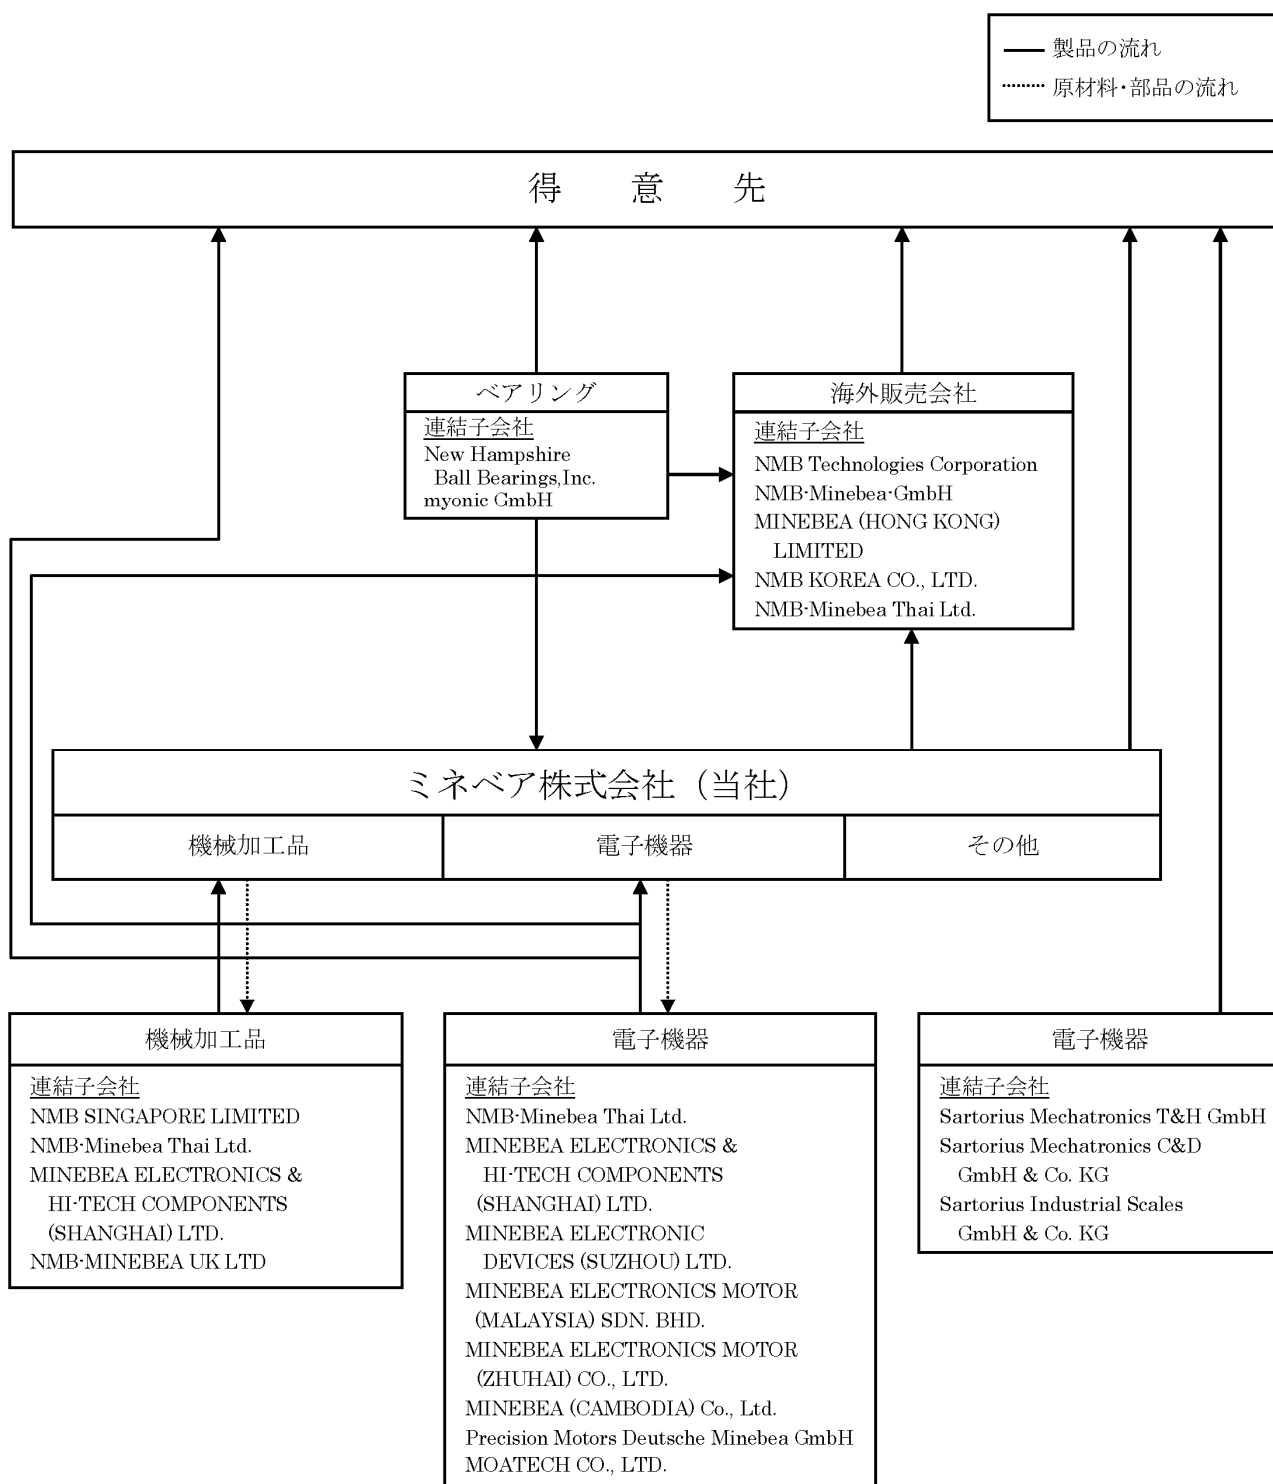 製品の流れ
原材料・部品の流れ
得意先
ベアリング
連結子会社
New Hampshire
Ball Bearings,Inc.
myonic GmbH
海外販売会社
連結子会社
NMB Technologies Corporation
NMB-Minebea-GmbH
MINEBEA (HONG KONG)
LIMITED
NMB KOREA CO., LTD.
NMB-Minebea Thai Ltd.
ミネベア株式会社（当社）
機械加工品
電子機器
その他
機械加工品
連結子会社
NMB SINGAPORE LIMITED
NMB-Minebea Thai Ltd.
MINEBEA ELECTRONICS &
HI-TECH COMPONENTS
(SHANGHAI) LTD.
NMB-MINEBEA UK LTD
電子機器
連結子会社
NMB-Minebea Thai Ltd.
MINEBEA ELECTRONICS &
HI-TECH COMPONENTS
(SHANGHAI) LTD.
MINEBEA ELECTRONIC
DEVICES (SUZHOU) LTD.
MINEBEA ELECTRONICS MOTOR
(MALAYSIA) SDN. BHD.
MINEBEA ELECTRONICS MOTOR
(ZHUHAI) CO., LTD.
MINEBEA (CAMBODIA) Co., Ltd.
Precision Motors Deutsche Minebea GmbH
MOATECH CO., LTD.
電子機器
連結子会社
Sartorius Mechatronics T&H GmbH
Sartorius Mechatronics C&D
GmbH & Co. KG
Sartorius Industrial Scales
GmbH & Co. KG